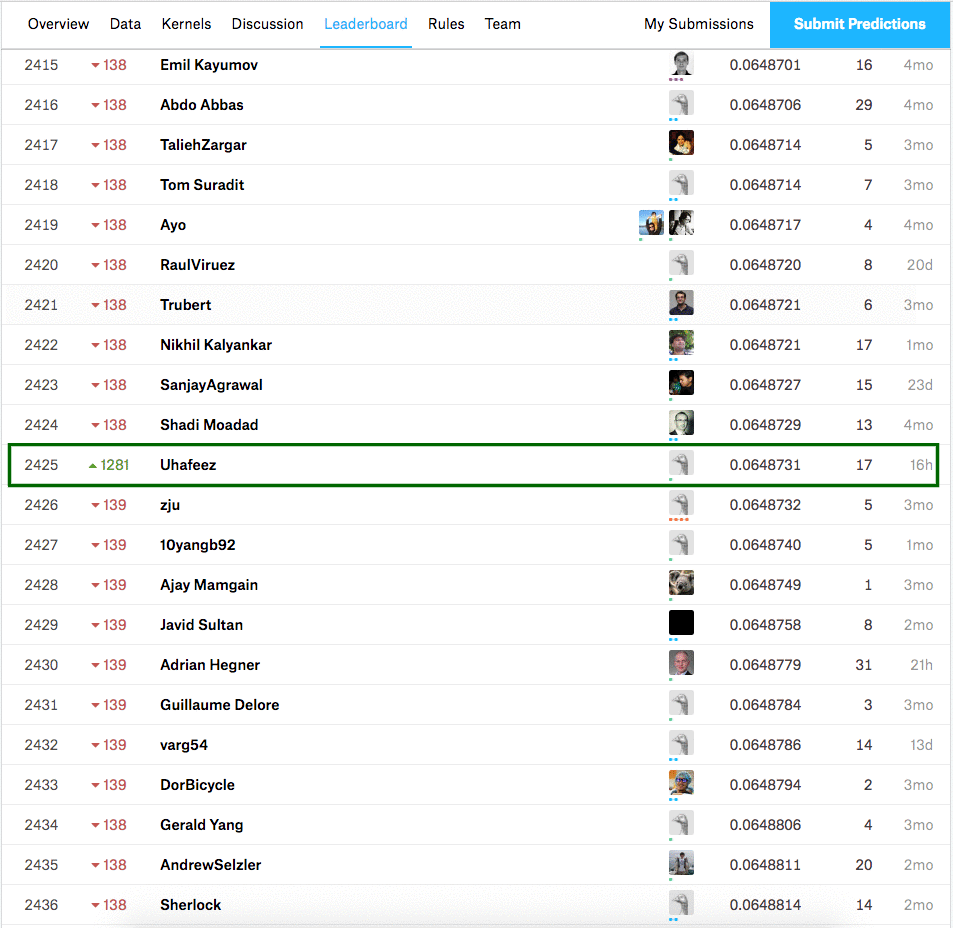 Overview Data Kernels Discussion Leaderboard Rules Team My Submissions Submit Predictions
2415 138 Emil Kayumov 0.0648701 16 4mo
2416 138 Abdo Abbas 0.0648706 29 4mo
2417 138 TaliehZargar 0.0648714 5 3mo
2418 138 Tom Suradit 0.0648714 7 3mo
2419 138 Ayo 0.0648717 4 4mo
2420 138 RaulViruez 0.0648720 8 20d
2421 138 Trubert 0.0648721 6 3mo
2422 138 Nikhil Kalyankar 0.0648721 17 1mo
2423 138 SanjayAgrawal 0.0648727 15 23d
2424 138 Shadi Moadad 0.0648729 13 4mo
2425 1281 Uhafeez 0.0648731 17 16h
2426 139 zju 0.0648732 5 3mo
2427 139 10yangb92 0.0648740 5 1mo
2428 139 Ajay Mamgain 0.0648749 1 3mo
2429 139 Javid Sultan 0.0648758 8 2mo
2430 139 Adrian Hegner 0.0648779 31 21h
2431 139 Guillaume Delore 0.0648784 3 3mo
2432 139 varg54 0.0648786 14 13d
2433 139 DorBicycle 0.0648794 2 3mo
2434 138 Gerald Yang 0.0648806 4 3mo
2435 138 AndrewSelzler 0.0648811 20 2mo
2436 138 Sherlock 0.0648814 14 2mo